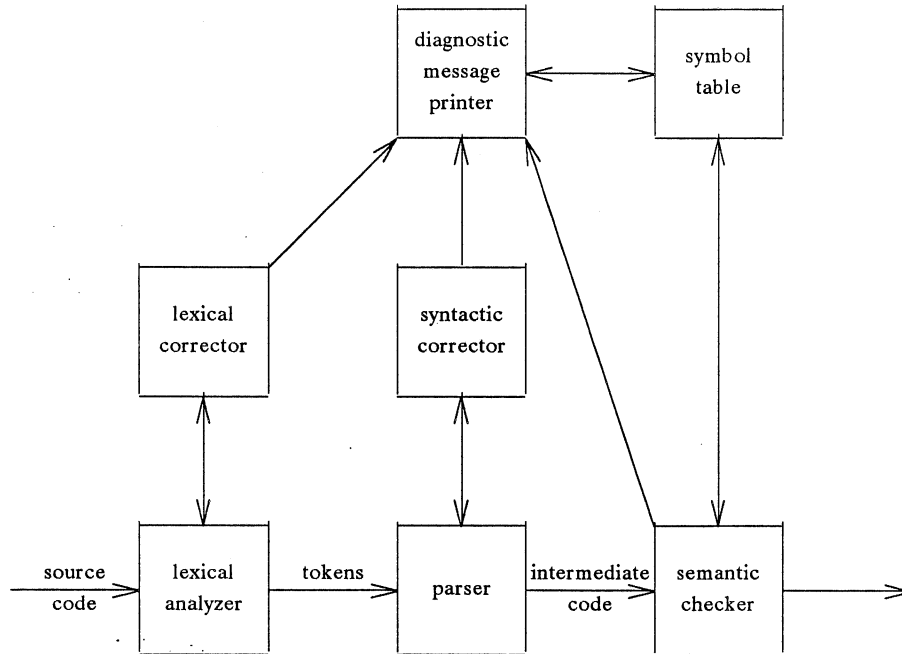 diagnostic
message
printer
symbol
table
lexical
corrector
syntactic
corrector
source
code
lexical
analyzer
tokens
parser
intermediate
code
semantic
checker